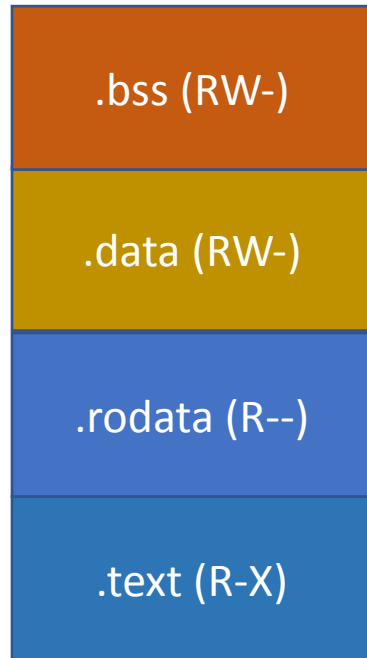 .bss (RW-)
.data (RW-)
.rodata (R--)
.text (R-X)